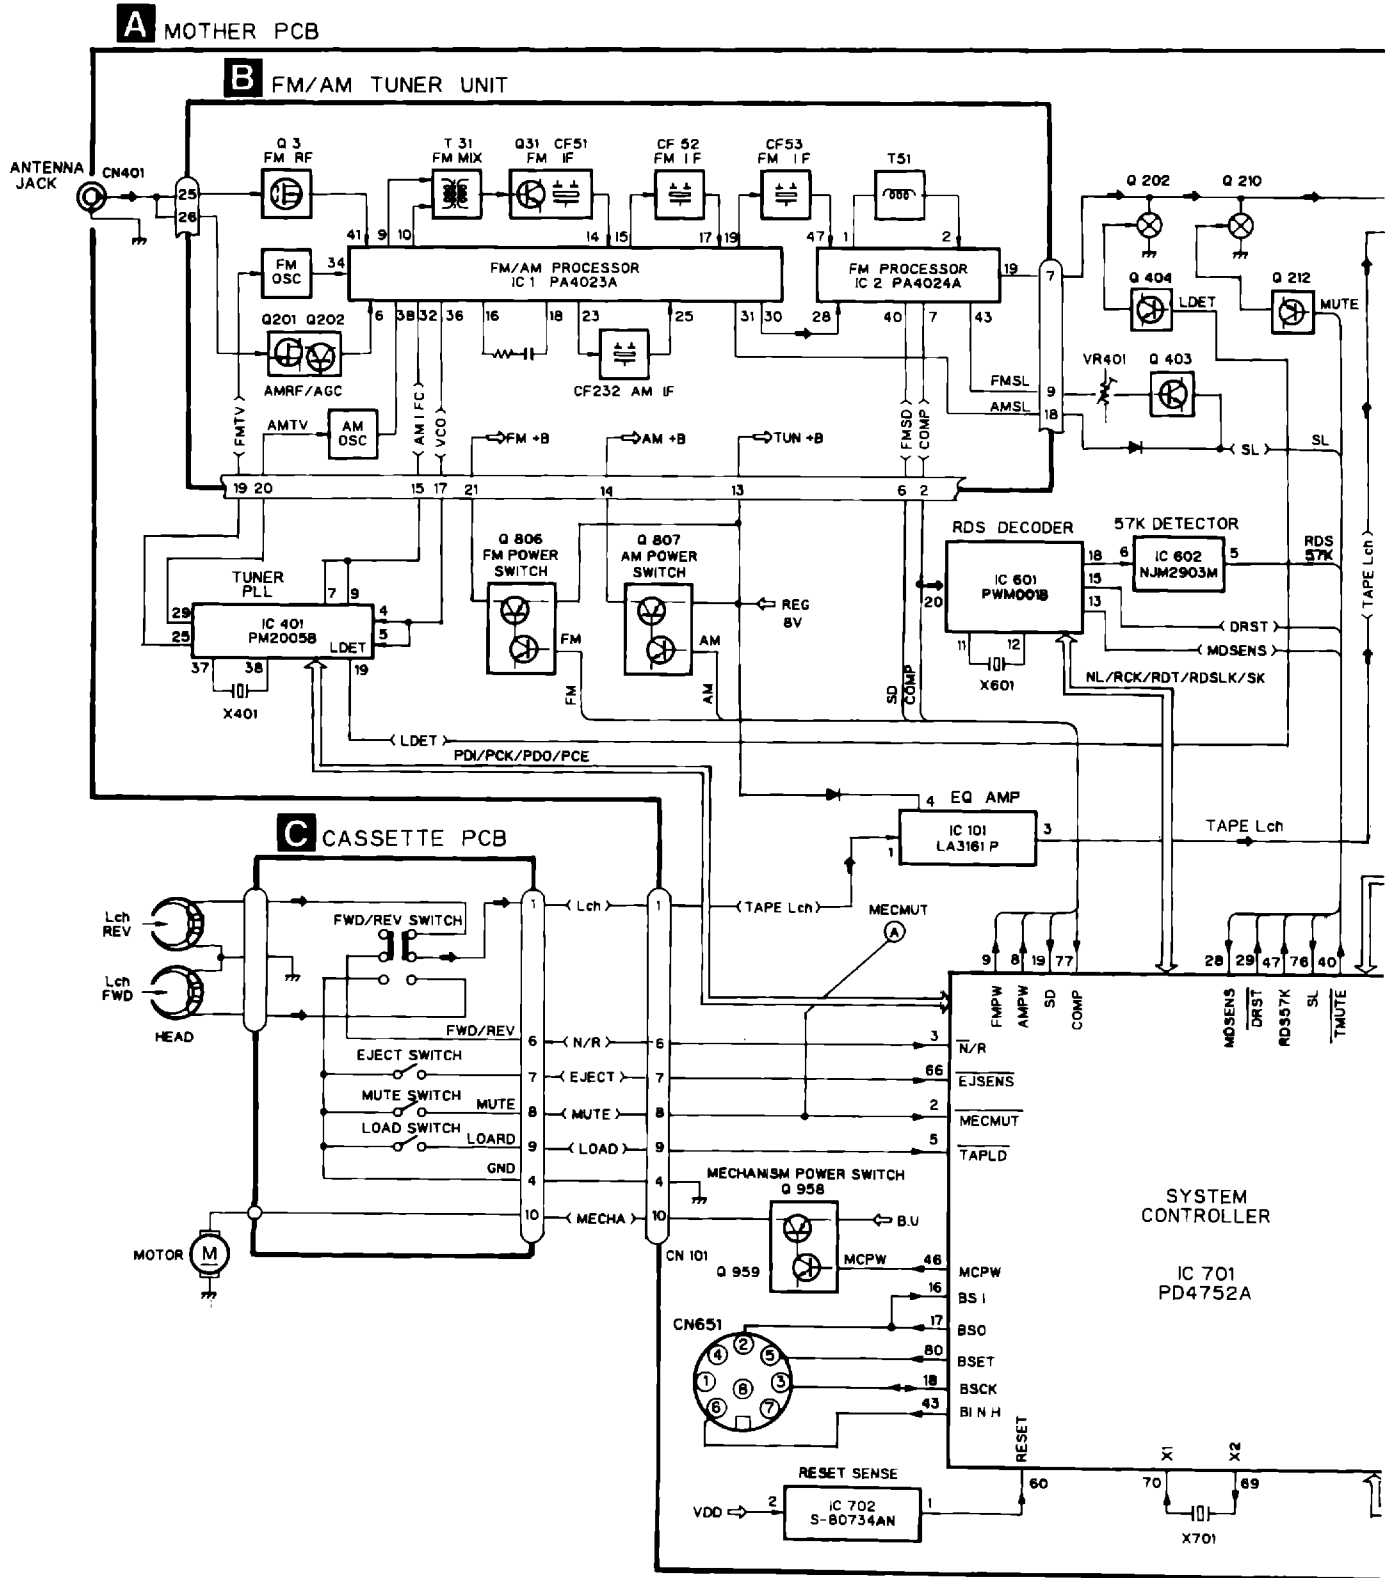 A MOTHER PCB
B FM/AM TUNER UNIT
ANTENNA
JACK
CN401
25
26
Q 3
FM RF
T 31
FM MIX
Q31 CF51
FM IF
CF 52
FM IF
CF53
FM IF
T51
Q 202
Q 210
41
9
10
14
15
17
19
47
1
2
FM
OSC
34
FM/AM PROCESSOR
IC 1 PA4023A
FM PROCESSOR
IC 2 PA4024A
19
7
Q 404
LDET
Q 212
MUTE
Q201 Q202
6
38
32
36
16
18
23
25
31
30
28
40
7
43
AMRF/AGC
CF232 AM IF
VR401
Q 403
FMSL
9
AMSL
18
FMTV
AMTV
AM
OSC
AMIFC
VCO
FM +B
AM +B
TUN +B
FMSD
COMP
SL
SL
19
20
15
17
21
14
13
6
2
RDS DECODER
57K DETECTOR
Q 806
FM POWER
SWITCH
Q 807
AM POWER
SWITCH
TUNER
PLL
7
9
29
25
IC 401
PM2005B
LDET
4
5
37
38
19
X401
FM
AM
REG
8V
FM
AM
SD
COMP
20
IC 601
PWM001B
18
15
13
6
IC 602
NJM2903M
5
RDS
57K
11
12
X601
DRST
MDSENS
NL/RCK/RDT/RDSLK/SK
TAPE Lch
LDET
PDI/PCK/PDO/PCE
4
EQ AMP
IC 101
LA3161P
1
3
TAPE Lch
C CASSETTE PCB
Lch
REV
Lch
FWD
HEAD
FWD/REV SWITCH
1
Lch
1
TAPE Lch
MECMUT
A
FWD/REV
6
N/R
6
3
N/R
EJECT SWITCH
7
EJECT
7
66
EJSENS
MUTE SWITCH
MUTE
8
MUTE
8
2
MECMUT
LOAD SWITCH
LOARD
9
LOAD
9
5
TAPLD
GND
4
4
10
MECHA
10
MOTOR
M
CN 101
9
8
19
77
FMPW
AMPW
SD
COMP
28
29
47
76
40
MDSENS
DRST
RDS57K
SL
TMUTE
MECHANISM POWER SWITCH
Q 958
B.U
Q 959
MCPW
46
MCPW
16
BSI
17
BSO
80
BSET
18
BSCK
43
BINH
SYSTEM
CONTROLLER
IC 701
PD4752A
CN651
2
4
5
1
8
3
6
7
RESET
60
X1
X2
70
69
X701
RESET SENSE
VDD
2
IC 702
S-80734AN
1